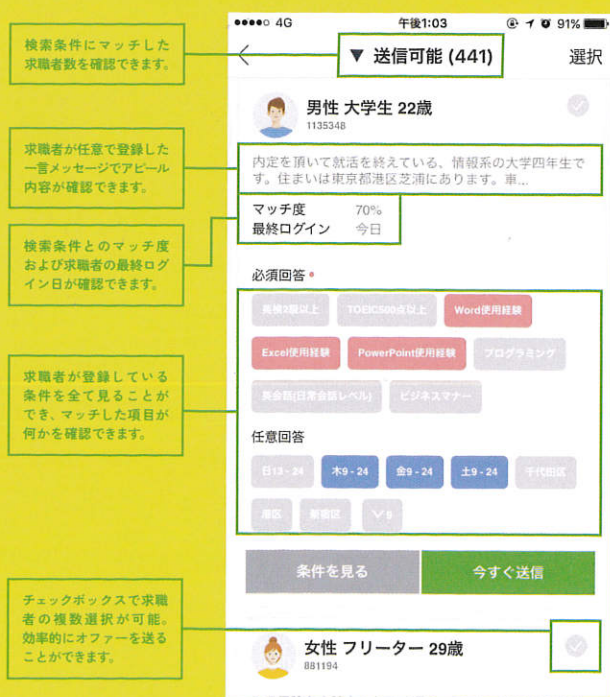 ●●●●○ 4G 午後1:03 91%
▼ 送信可能 (441) 選択
検索条件にマッチした
求職者数を確認できます。
男性 大学生 22歳
1135348
求職者が任意で登録した
一言メッセージでアピール
内容が確認できます。
内定を頂いて就活を終えている、情報系の大学四年生で
す。住まいは東京都港区芝浦にあります。車...
マッチ度 70%
最終ログイン 今日
検索条件とのマッチ度
および求職者の最終ログ
イン日が確認できます。
必須回答
英検2級以上 TOEIC500点以上 Word使用経験
Excel使用経験 PowerPoint使用経験 プログラミング
英会話(日常会話レベル) ビジネスマナー
求職者が登録している
条件を全て見ることが
でき、マッチした項目が
何かを確認できます。
任意回答
日13 - 24 木9 - 24 金9 - 24 土9 - 24 千代田区
港区 新宿区 9
条件を見る 今すぐ送信
チェックボックスで求職
者の複数選択が可能。
効率的にオファーを送る
ことができます。
女性 フリーター 29歳
881194